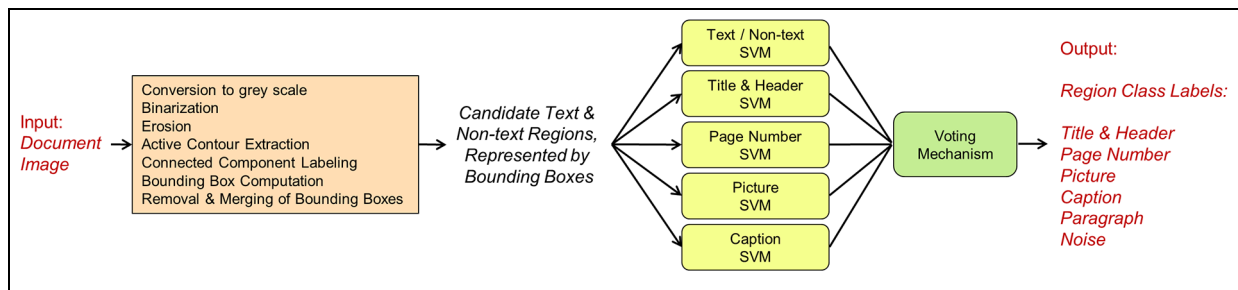 Input:
Document
Image
Conversion to grey scale
Binarization
Erosion
Active Contour Extraction
Connected Component Labeling
Bounding Box Computation
Removal & Merging of Bounding Boxes
Candidate Text &
Non-text Regions,
Represented by
Bounding Boxes
Text / Non-text
SVM
Title & Header
SVM
Page Number
SVM
Picture
SVM
Caption
SVM
Voting
Mechanism
Output:
Region Class Labels:
Title & Header
Page Number
Picture
Caption
Paragraph
Noise